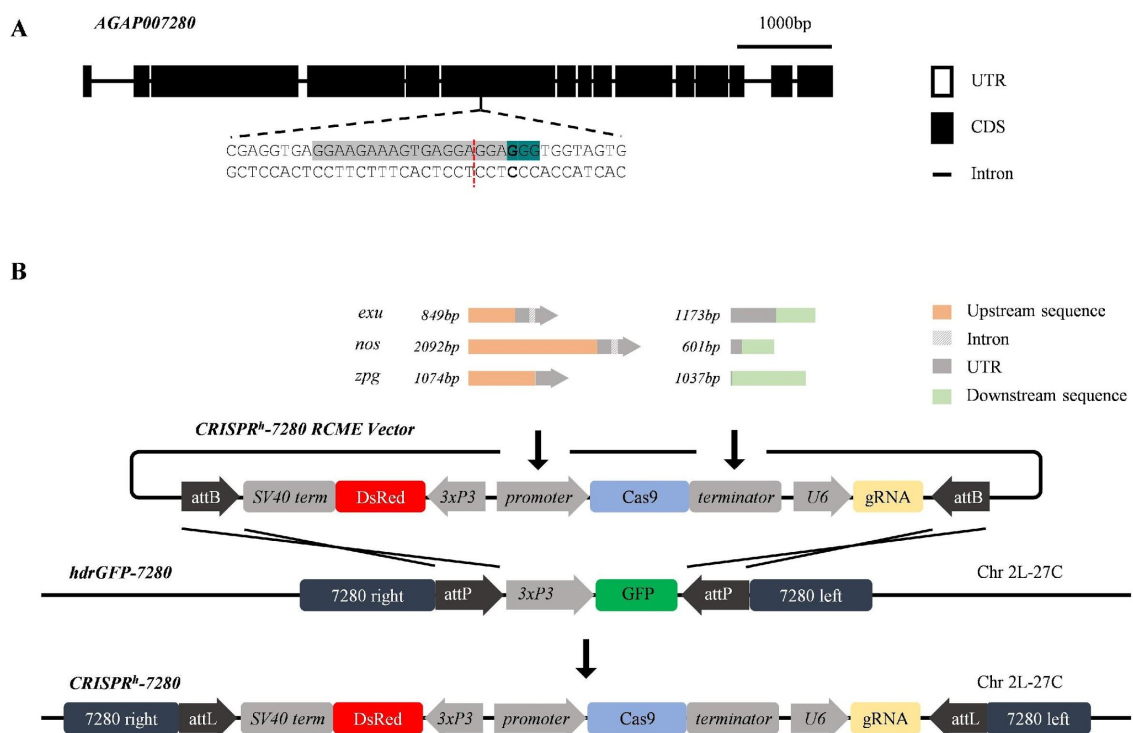 A
AGAP007280
1000bp
UTR
CDS
Intron
CGAGGTGAGGAAGAAAGTGAGGAGGAGGGTGGTAGTG
GCTCCACTCCTTCTTTCACTCCTCCTCCCACCATCAC
B
exu 849bp 1173bp
nos 2092bp 601bp
zpg 1074bp 1037bp
Upstream sequence
Intron
UTR
Downstream sequence
CRISPRʰ-7280 RCME Vector
attB SV40 term DsRed 3xP3 promoter Cas9 terminator U6 gRNA attB
hdrGFP-7280 Chr 2L-27C
7280 right attP 3xP3 GFP attP 7280 left
CRISPRʰ-7280 Chr 2L-27C
7280 right attL SV40 term DsRed 3xP3 promoter Cas9 terminator U6 gRNA attL 7280 left